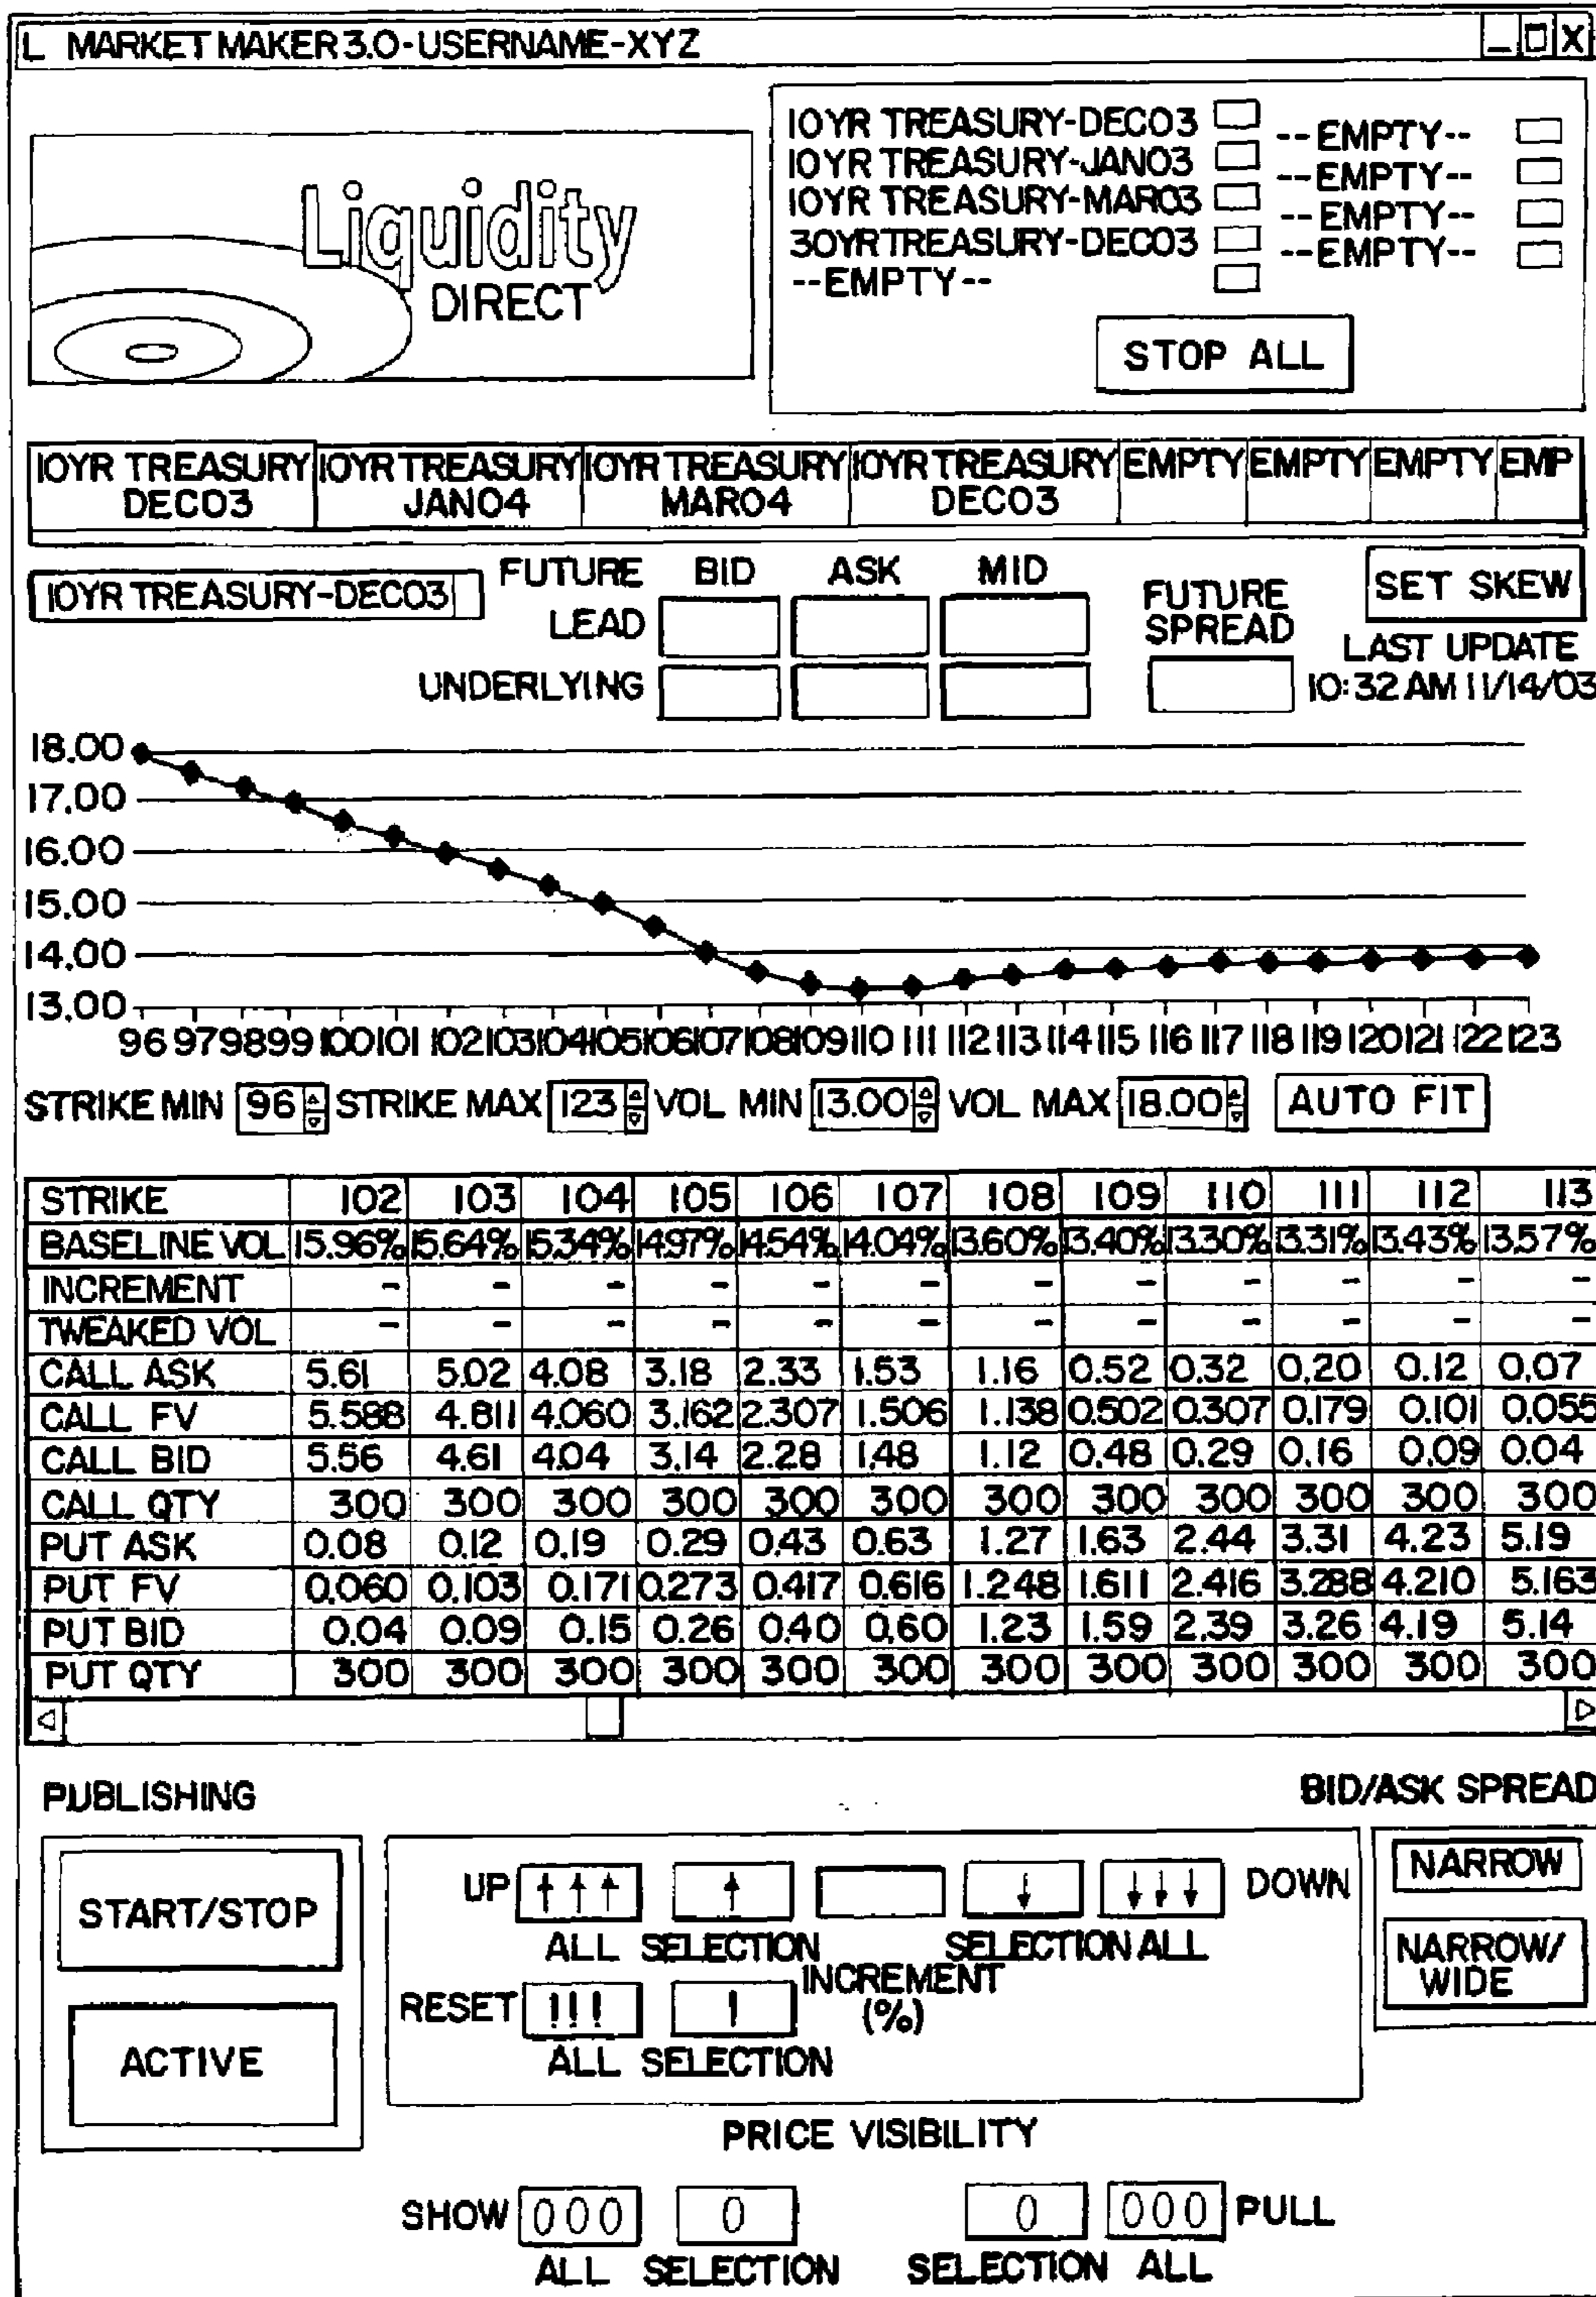 L MARKET MAKER 3.0-USERNAME-XYZ _ X
Liquidity
DIRECT
10YR TREASURY-DEC03 --EMPTY--
10YR TREASURY-JAN03 --EMPTY--
10YR TREASURY-MAR03 --EMPTY--
30YR TREASURY-DEC03 --EMPTY--
--EMPTY--
STOP ALL
10YR TREASURY 10YR TREASURY 10YR TREASURY 10YR TREASURY EMPTY EMPTY EMPTY EMP
DEC03 JAN04 MAR04 DEC03
10YR TREASURY-DEC03
FUTURE BID ASK MID
LEAD
UNDERLYING
FUTURE
SPREAD
SET SKEW
LAST UPDATE
10:32 AM 11/14/03
18.00
17.00
16.00
15.00
14.00
13.00
96 97 98 99 100 101 102 103 104 105 106 107 108 109 110 111 112 113 114 115 116 117 118 119 120 121 122 123
STRIKE MIN 96 STRIKE MAX 123 VOL MIN 13.00 VOL MAX 18.00 AUTO FIT
STRIKE 102 103 104 105 106 107 108 109 110 111 112 113
BASELINE VOL 15.96% 15.64% 15.34% 14.97% 14.54% 14.04% 13.60% 13.40% 13.30% 13.31% 13.43% 13.57%
INCREMENT - - - - - - - - - - - -
TWEAKED VOL - - - - - - - - - - - -
CALL ASK 5.61 5.02 4.08 3.18 2.33 1.53 1.16 0.52 0.32 0.20 0.12 0.07
CALL FV 5.588 4.811 4.060 3.162 2.307 1.506 1.138 0.502 0.307 0.179 0.101 0.055
CALL BID 5.56 4.61 4.04 3.14 2.28 1.48 1.12 0.48 0.29 0.16 0.09 0.04
CALL QTY 300 300 300 300 300 300 300 300 300 300 300 300
PUT ASK 0.08 0.12 0.19 0.29 0.43 0.63 1.27 1.63 2.44 3.31 4.23 5.19
PUT FV 0.060 0.103 0.171 0.273 0.417 0.616 1.248 1.611 2.416 3.288 4.210 5.163
PUT BID 0.04 0.09 0.15 0.26 0.40 0.60 1.23 1.59 2.39 3.26 4.19 5.14
PUT QTY 300 300 300 300 300 300 300 300 300 300 300 300
PUBLISHING
START/STOP
ACTIVE
UP ↑↑↑ ↑ ↓ ↓↓↓ DOWN
ALL SELECTION SELECTION ALL
INCREMENT
(%)
RESET !!! !
ALL SELECTION
BID/ASK SPREAD
NARROW
NARROW/
WIDE
PRICE VISIBILITY
SHOW 000 0 0 000 PULL
ALL SELECTION SELECTION ALL